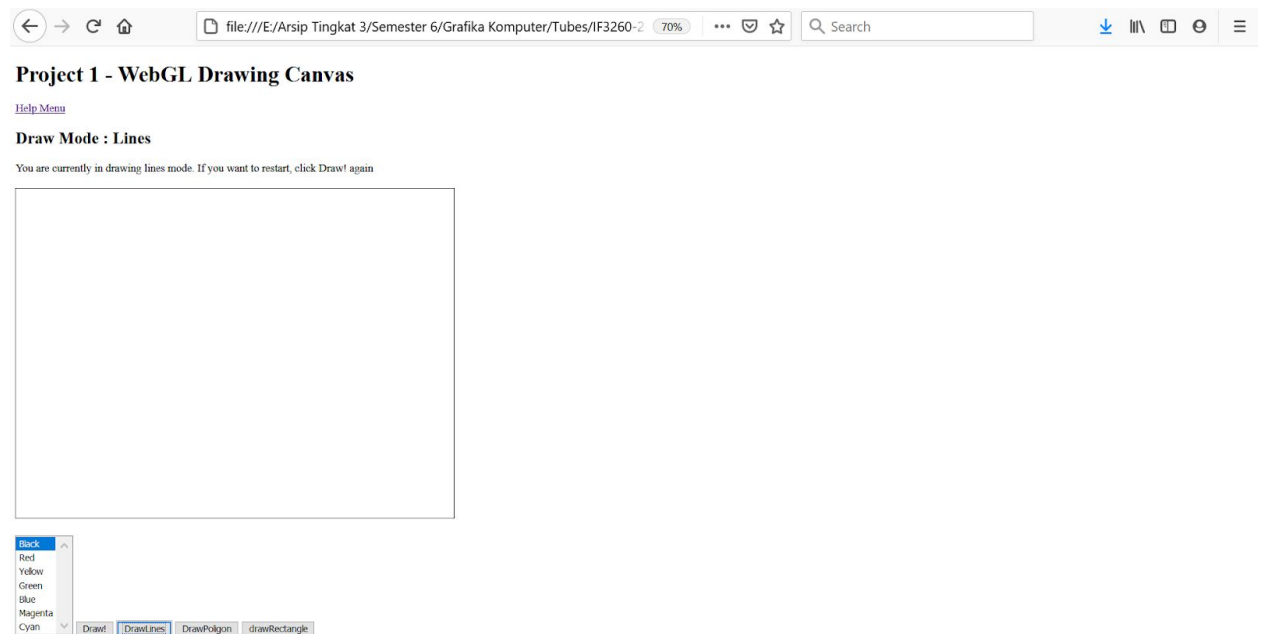 file:///E:/Arsip Tingkat 3/Semester 6/Grafika Komputer/Tubes/IF3260-2 70% Search
Project 1 - WebGL Drawing Canvas
Help Menu
Draw Mode : Lines
You are currently in drawing lines mode. If you want to restart, click Draw! again
Black
Red
Yellow
Green
Blue
Magenta
Cyan
Draw! DrawLines DrawPoligon drawRectangle